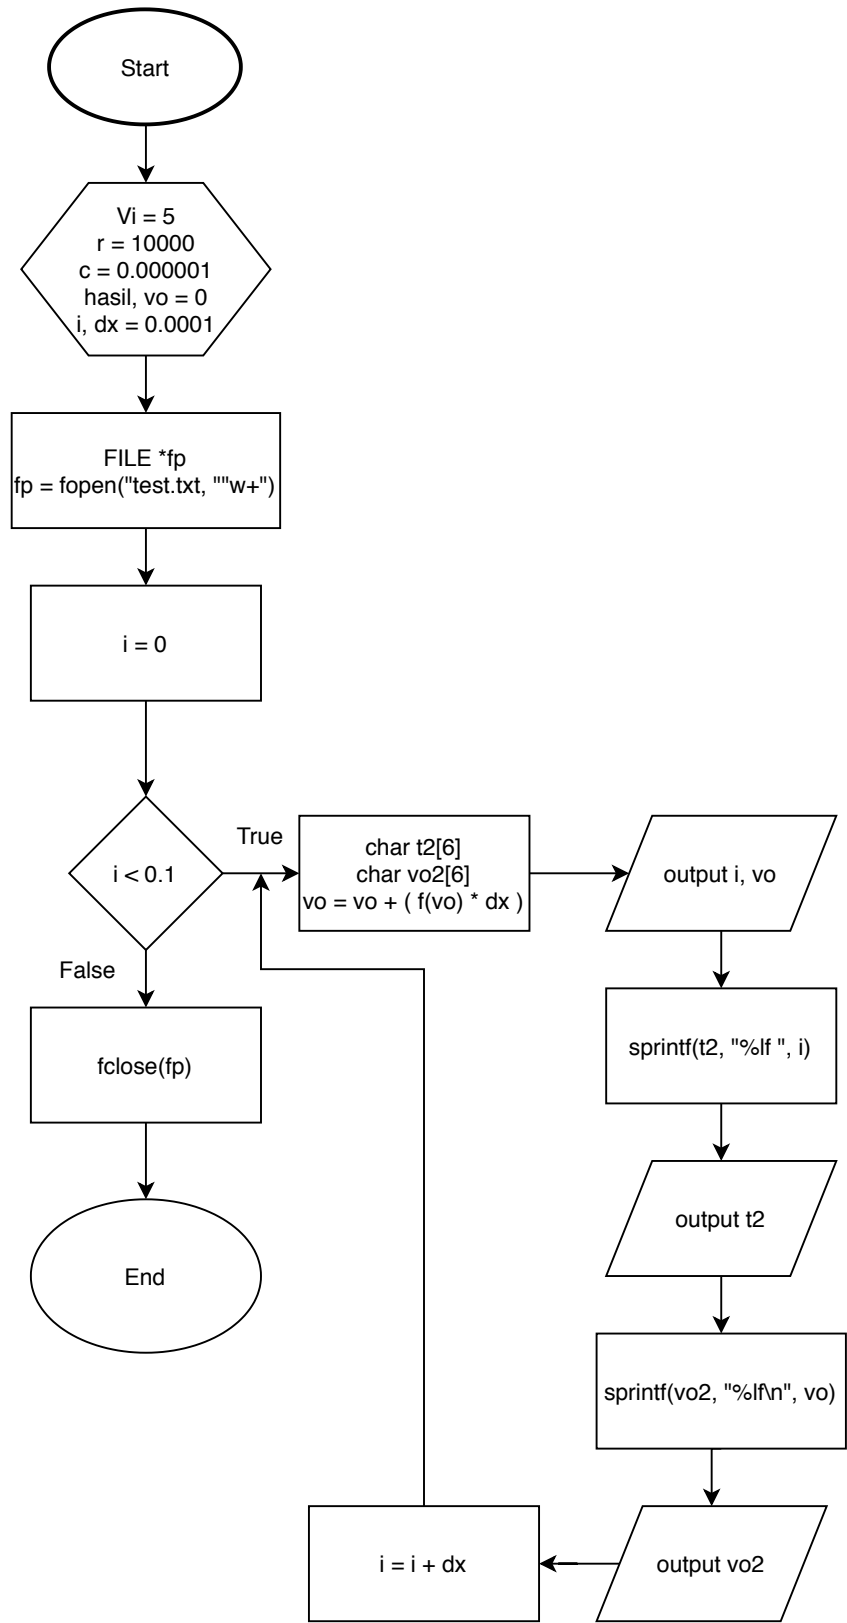 Start
Vi = 5
r = 10000
c = 0.000001
hasil, vo = 0
i, dx = 0.0001
FILE *fp
fp = fopen("test.txt, ""w+")
i = 0
i < 0.1
True
char t2[6]
char vo2[6]
vo = vo + ( f(vo) * dx )
output i, vo
False
fclose(fp)
sprintf(t2, "%lf ", i)
End
output t2
sprintf(vo2, "%lf\n", vo)
i = i + dx
output vo2